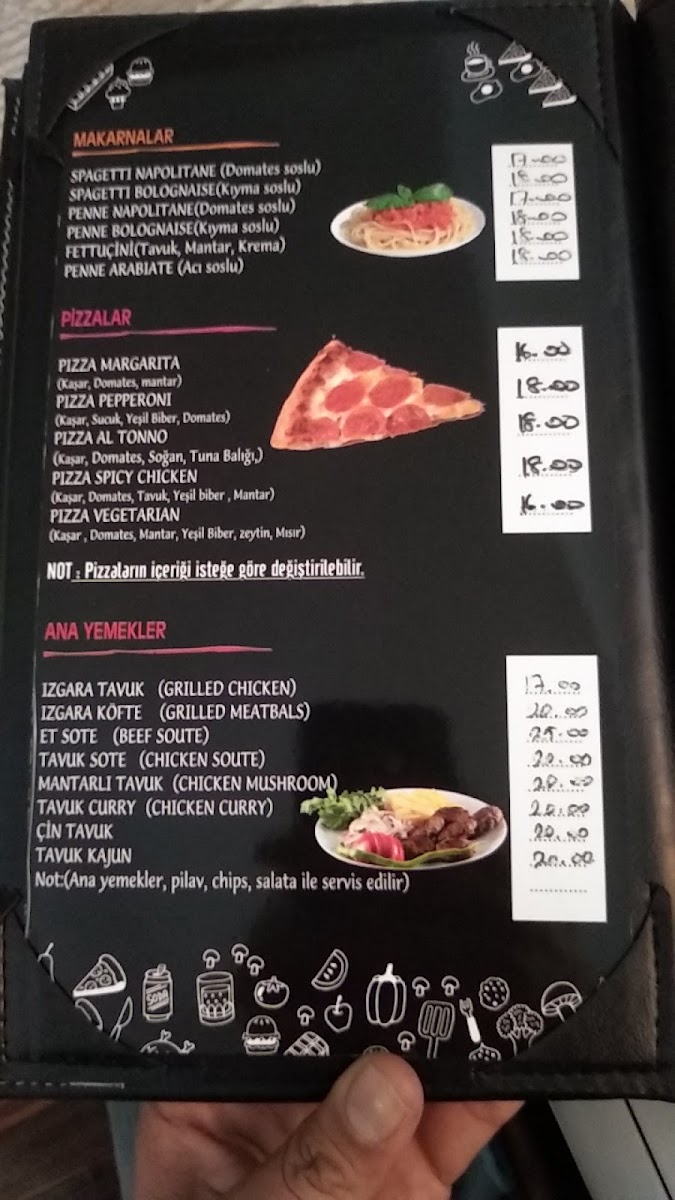 MAKARNALAR
SPAGETTI NAPOLITANE (Domates soslu) 17.00
SPAGETTI BOLOGNAISE(Kıyma soslu) 18.00
PENNE NAPOLITANE(Domates soslu) 17.00
PENNE BOLOGNAISE(Kıyma soslu) 18.00
FETTUÇİNİ(Tavuk, Mantar, Krema) 18.00
PENNE ARABIATE (Acı soslu) 18.00
PİZZALAR
PIZZA MARGARITA 16.00
(Kaşar, Domates, mantar)
PIZZA PEPPERONI 18.00
(Kaşar, Sucuk, Yeşil Biber, Domates)
PIZZA AL TONNO 18.00
(Kaşar, Domates, Soğan, Tuna Balığı,)
PIZZA SPICY CHICKEN 18.00
(Kaşar, Domates, Tavuk, Yeşil biber , Mantar)
PIZZA VEGETARIAN 16.00
(Kaşar , Domates, Mantar, Yeşil Biber, zeytin, Mısır)
NOT : Pizzaların içeriği isteğe göre değiştirilebilir.
ANA YEMEKLER
IZGARA TAVUK (GRILLED CHICKEN) 17.00
IZGARA KÖFTE (GRILLED MEATBALS) 20.00
ET SOTE (BEEF SOUTE)
TAVUK SOTE (CHICKEN SOUTE) 20.00
MANTARLI TAVUK (CHICKEN MUSHROOM) 20.00
TAVUK CURRY (CHICKEN CURRY) 20.00
ÇİN TAVUK 20.00
TAVUK KAJUN 20.00
Not:(Ana yemekler, pilav, chips, salata ile servis edilir)
SODA